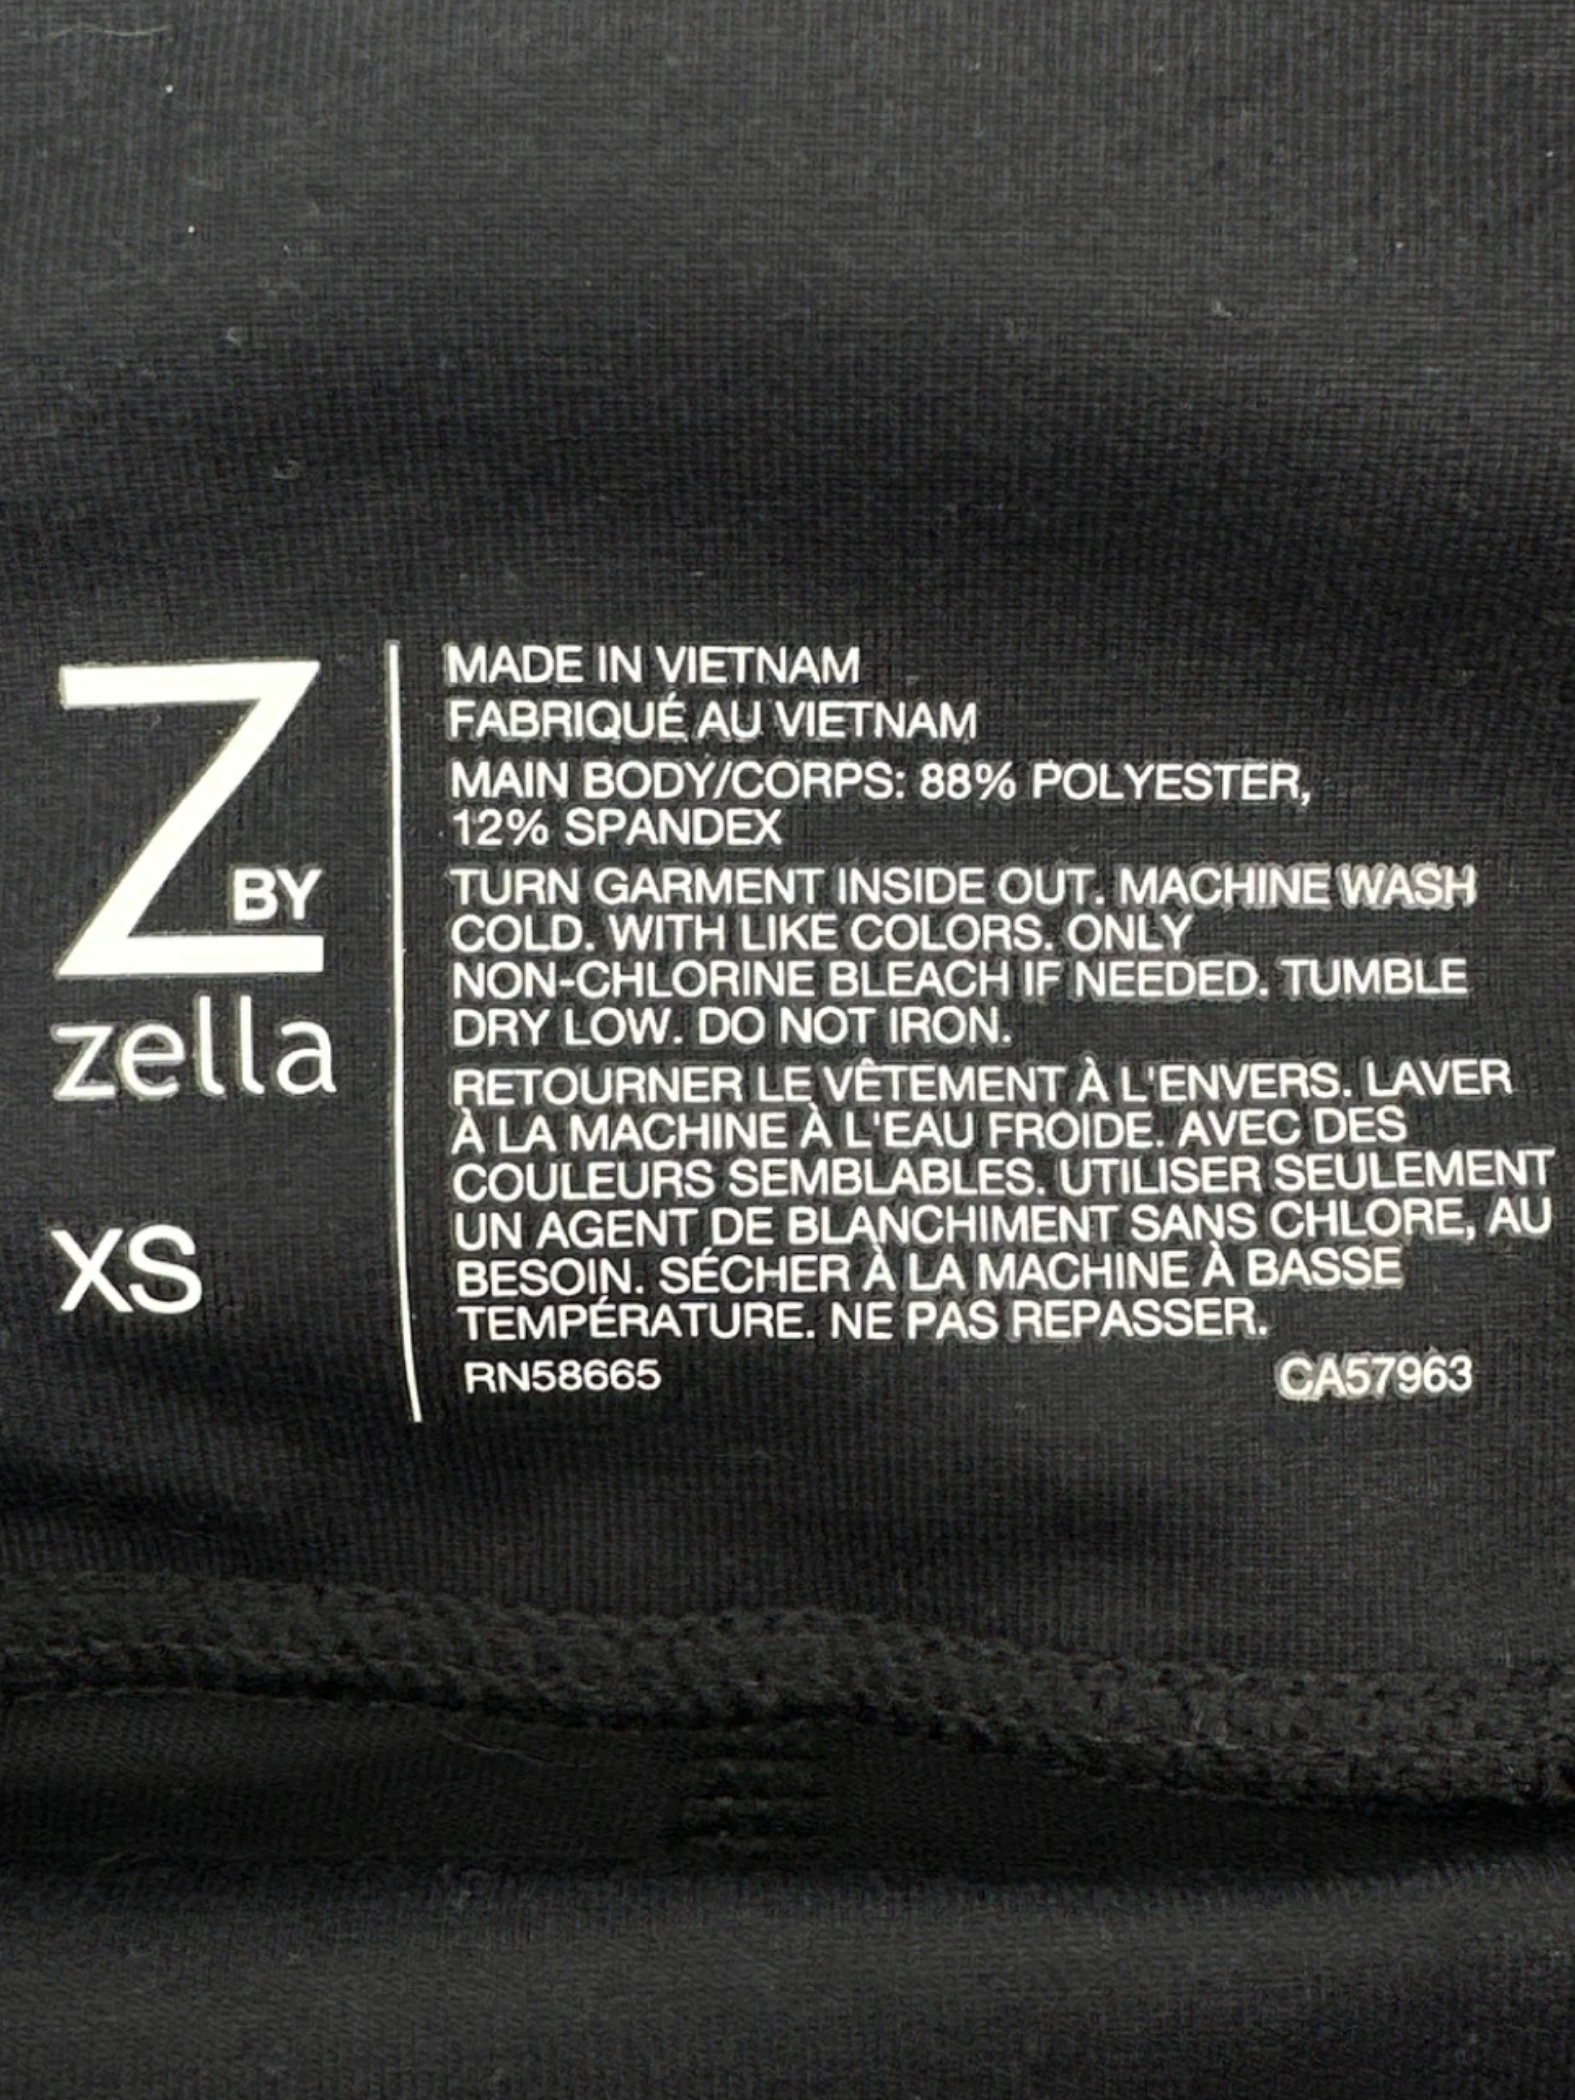 Z BY
zella
XS
MADE IN VIETNAM
FABRIQUÉ AU VIETNAM
MAIN BODY/CORPS: 88% POLYESTER,
12% SPANDEX
TURN GARMENT INSIDE OUT. MACHINE WASH
COLD. WITH LIKE COLORS. ONLY
NON-CHLORINE BLEACH IF NEEDED. TUMBLE
DRY LOW. DO NOT IRON.
RETOURNER LE VÊTEMENT À L'ENVERS. LAVER
À LA MACHINE À L'EAU FROIDE. AVEC DES
COULEURS SEMBLABLES. UTILISER SEULEMENT
UN AGENT DE BLANCHIMENT SANS CHLORE, AU
BESOIN. SÉCHER À LA MACHINE À BASSE
TEMPÉRATURE. NE PAS REPASSER.
RN58665 CA57963